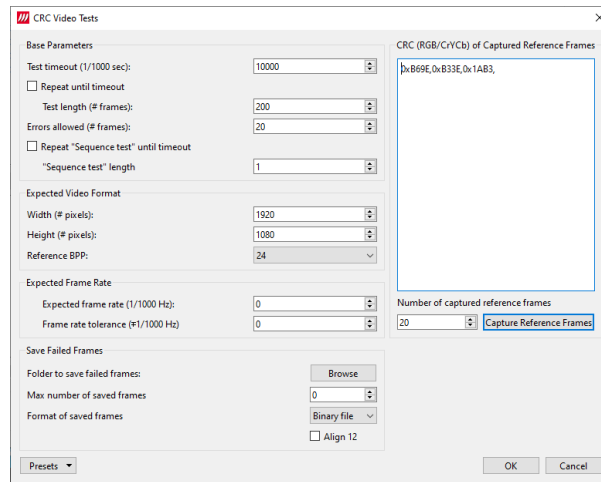 CRC Video Tests
Base Parameters
Test timeout (1/1000 sec): 10000
Repeat until timeout
Test length (# frames): 200
Errors allowed (# frames): 20
Repeat "Sequence test" until timeout
"Sequence test" length 1
Expected Video Format
Width (# pixels): 1920
Height (# pixels): 1080
Reference BPP: 24
Expected Frame Rate
Expected frame rate (1/1000 Hz): 0
Frame rate tolerance (∓1/1000 Hz) 0
Save Failed Frames
Folder to save failed frames: Browse
Max number of saved frames 0
Format of saved frames Binary file
Align 12
CRC (RGB/CrYCb) of Captured Reference Frames
0xB69E,0xB33E,0x1AB3,
Number of captured reference frames
20 Capture Reference Frames
Presets OK Cancel